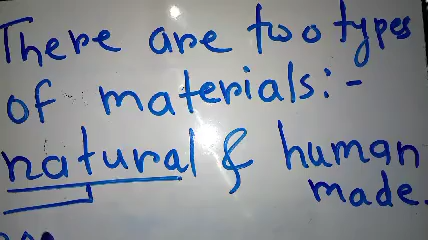 There are two types
of materials:-
natural & human
made.